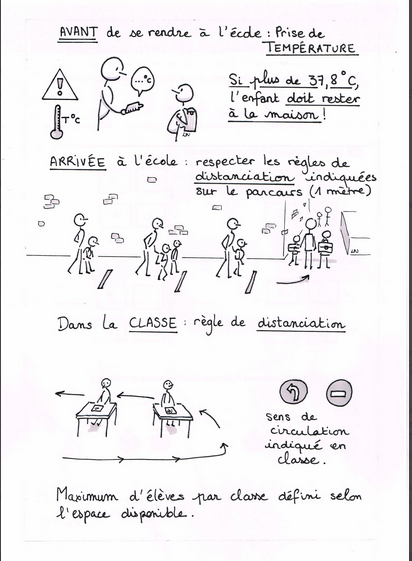 AVANT de se rendre à l'école : Prise de
TEMPÉRATURE
...°C
T°C
Si plus de 37,8°C,
l'enfant doit rester
à la maison !
ARRIVÉE à l'école : respecter les règles de
distanciation indiquées
sur le parcours (1 mètre)
Dans la CLASSE : règle de distanciation
sens de
circulation
indiqué en
classe.
Maximum d'élèves par classe défini selon
l'espace disponible.